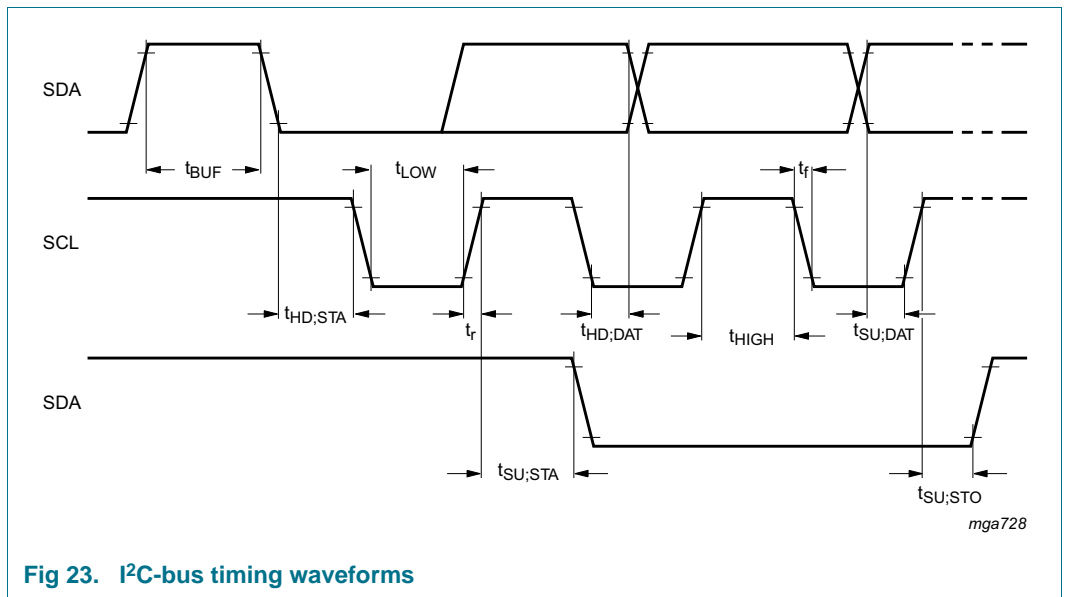 SDA
tBUF
tLOW
tf
SCL
tHD;STA
tr
tHD;DAT
tHIGH
tSU;DAT
SDA
tSU;STA
tSU;STO
mga728
Fig 23. I²C-bus timing waveforms